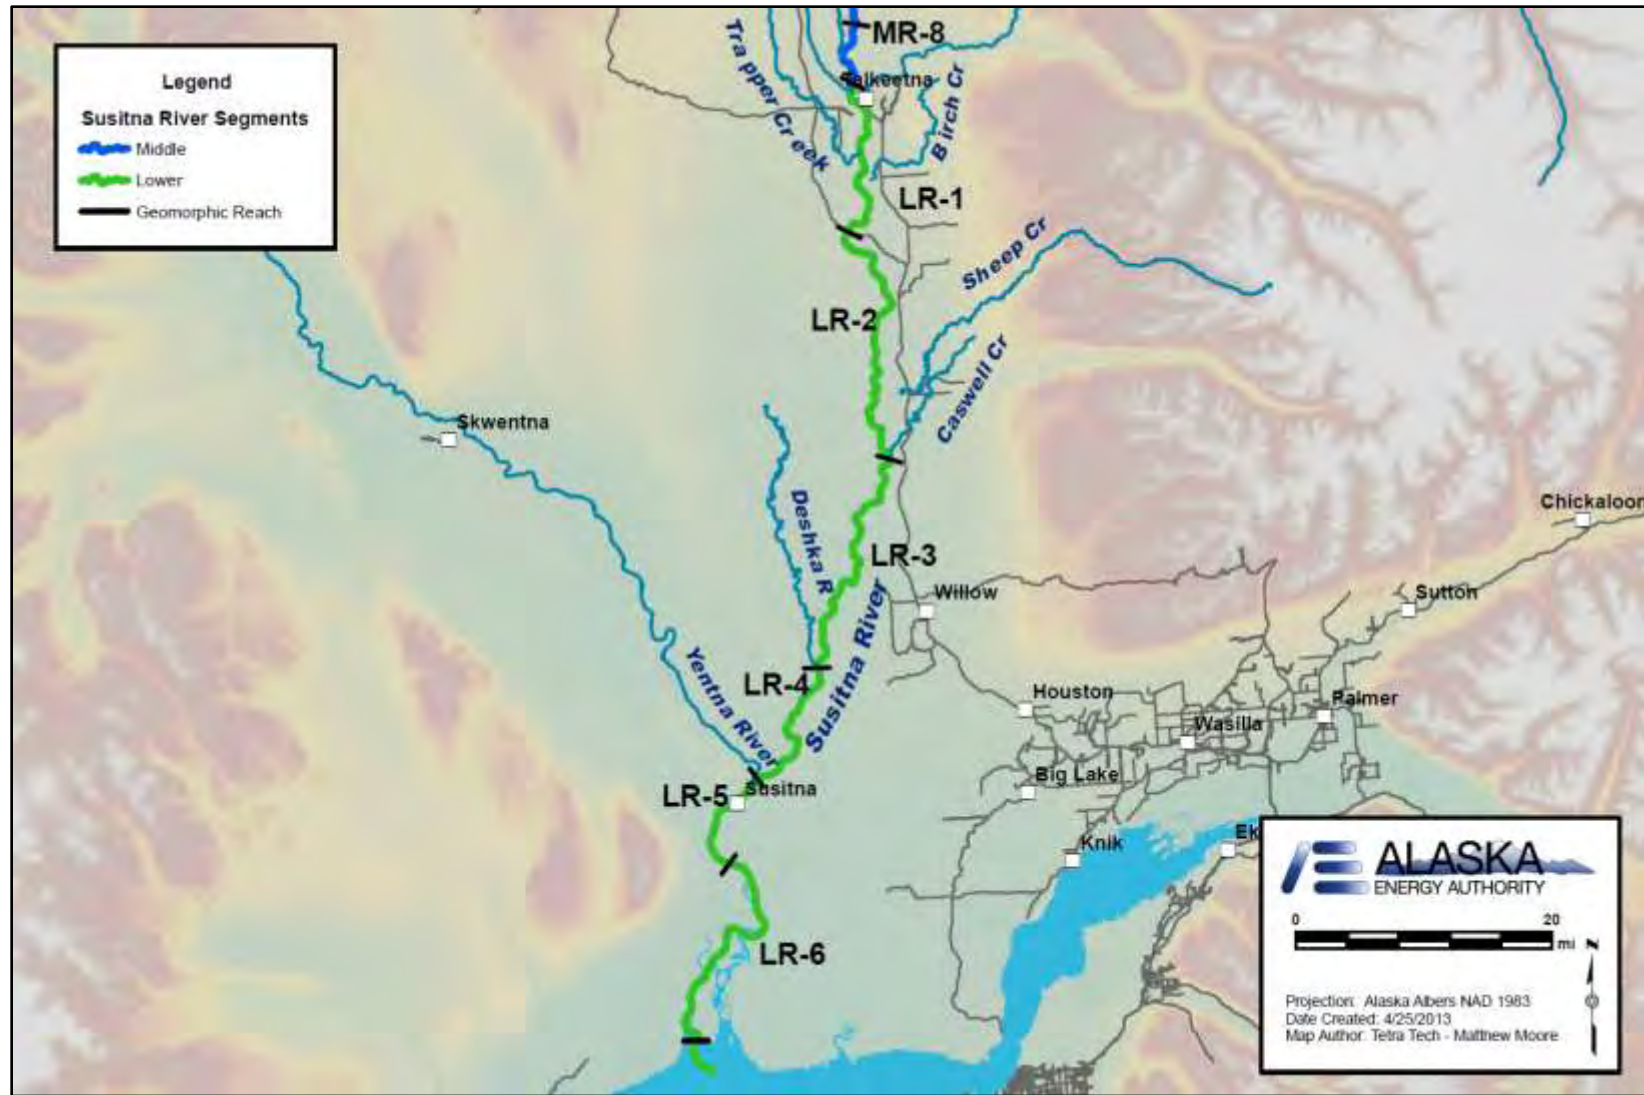 MR-8
Talkeetna
Trapper Creek
Birch Cr
Legend
Susitna River Segments
Middle
Lower
Geomorphic Reach
LR-1
Sheep Cr
LR-2
Caswell Cr
Skwentna
Deshka R
Chickaloon
LR-3
Willow
Sutton
Susitna River
Yentna River
LR-4
Houston
Palmer
Wasilla
Big Lake
LR-5
Susitna
Knik
Ek
LR-6
ALASKA
ENERGY AUTHORITY
0 20
mi N
Projection: Alaska Albers NAD 1983
Date Created: 4/25/2013
Map Author: Tetra Tech - Matthew Moore